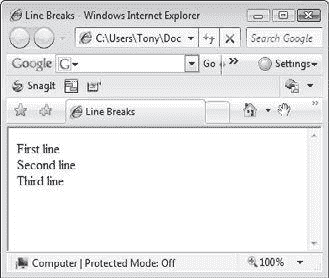 Line Breaks - Windows Internet Explorer
C:\Users\Tony\Doc Search Google
Google G Go » Settings
SnagIt
Line Breaks »
First line
Second line
Third line
Computer | Protected Mode: Off 100%